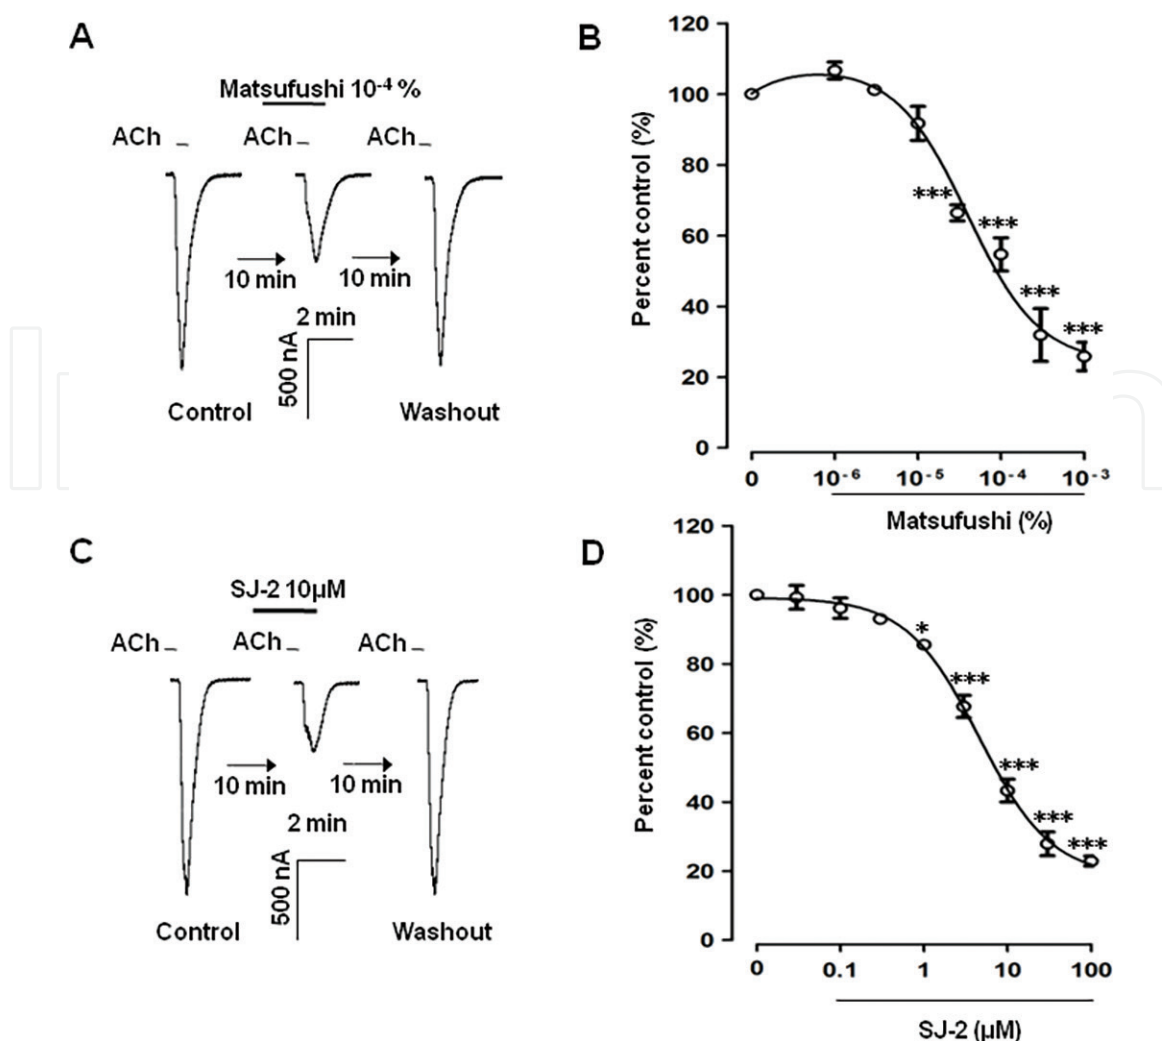 A
Matsufushi 10⁻⁴ %
ACh
ACh
ACh
10 min
10 min
2 min
500 nA
Control
Washout
B
Percent control (%)
120
100
80
60
40
20
0
***
***
***
***
0
10⁻⁶
10⁻⁵
10⁻⁴
10⁻³
Matsufushi (%)
C
SJ-2 10µM
ACh
ACh
ACh
10 min
10 min
2 min
500 nA
Control
Washout
D
Percent control (%)
120
100
80
60
40
20
0
*
***
***
***
***
0
0.1
1
10
100
SJ-2 (µM)